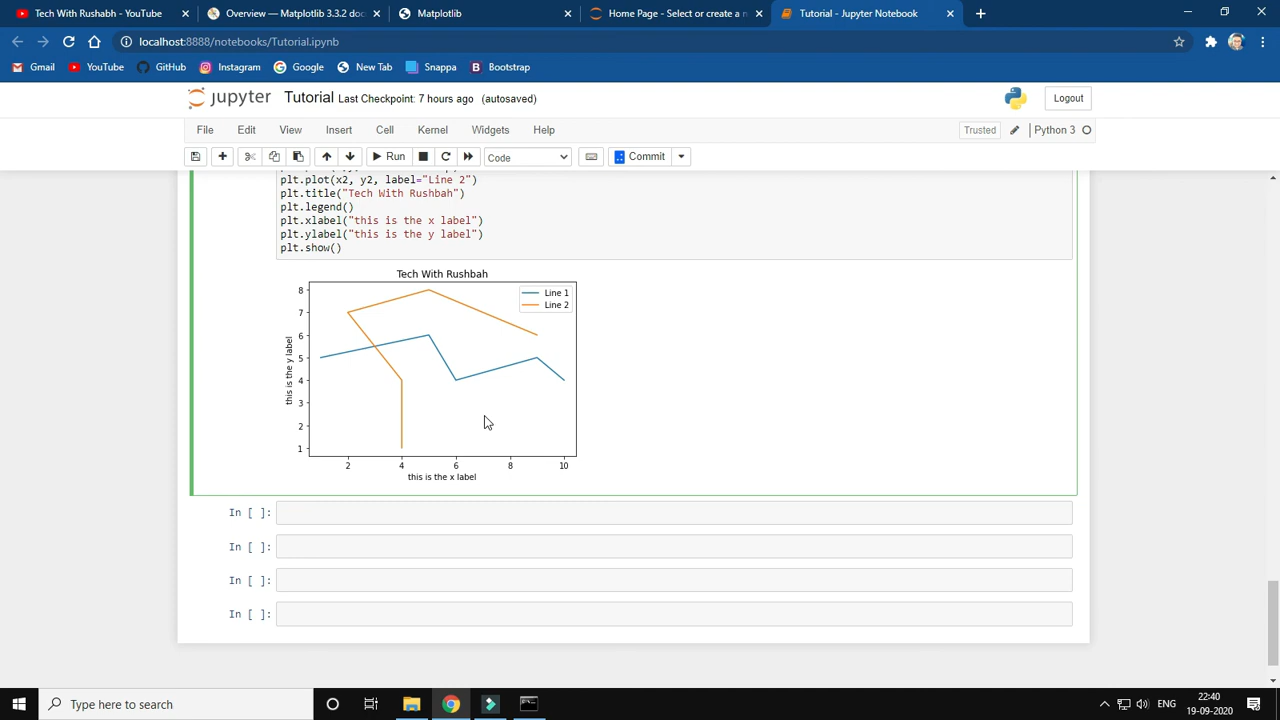 Tech With Rushabh - YouTube
Overview — Matplotlib 3.3.2 doc
Matplotlib
Home Page - Select or create a n
Tutorial - Jupyter Notebook
localhost:8888/notebooks/Tutorial.ipynb
Gmail
YouTube
GitHub
Instagram
Google
New Tab
Snappa
Bootstrap
jupyter Tutorial Last Checkpoint: 7 hours ago (autosaved)
Logout
File Edit View Insert Cell Kernel Widgets Help
Trusted
Python 3
Run
Code
Commit
plt.plot(x2, y2, label="Line 2")
plt.title("Tech With Rushbah")
plt.legend()
plt.xlabel("this is the x label")
plt.ylabel("this is the y label")
plt.show()
Tech With Rushbah
Line 1
Line 2
8
7
6
5
4
3
2
1
this is the y label
2 4 6 8 10
this is the x label
In [ ]:
In [ ]:
In [ ]:
In [ ]:
Type here to search
ENG
22:40
19-09-2020